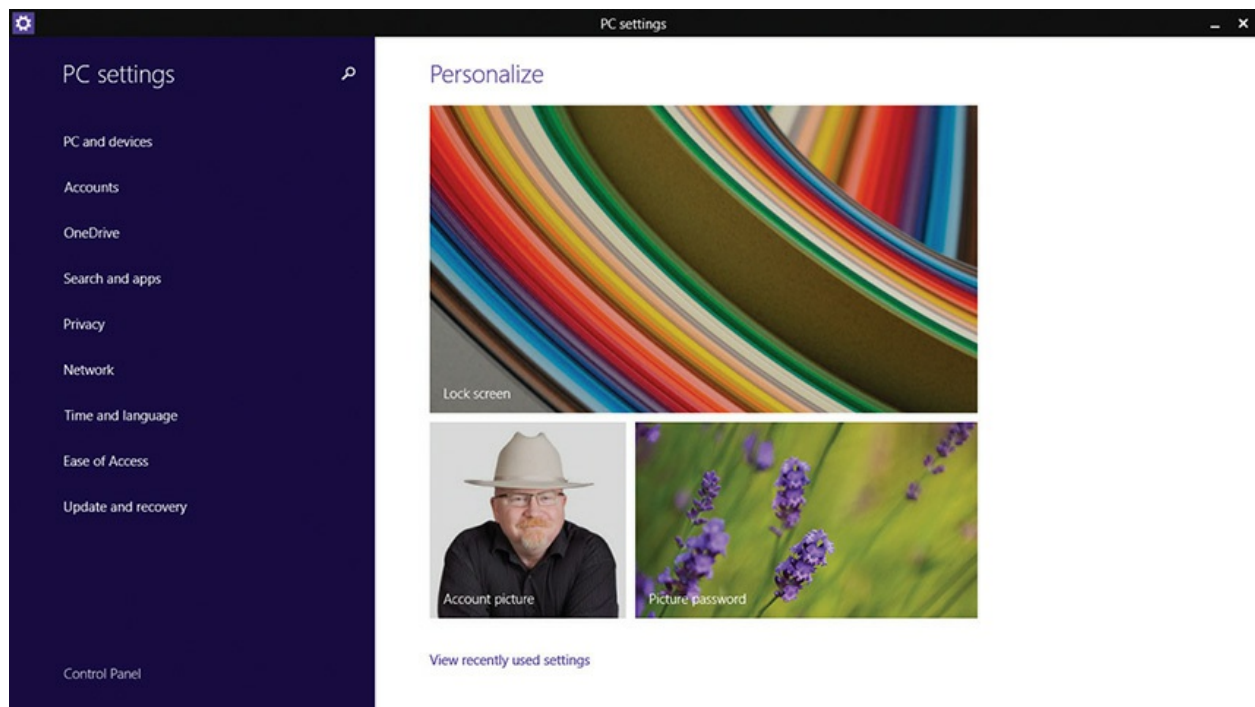 PC settings
PC settings
PC and devices
Accounts
OneDrive
Search and apps
Privacy
Network
Time and language
Ease of Access
Update and recovery
Control Panel
Personalize
Lock screen
Account picture
Picture password
View recently used settings